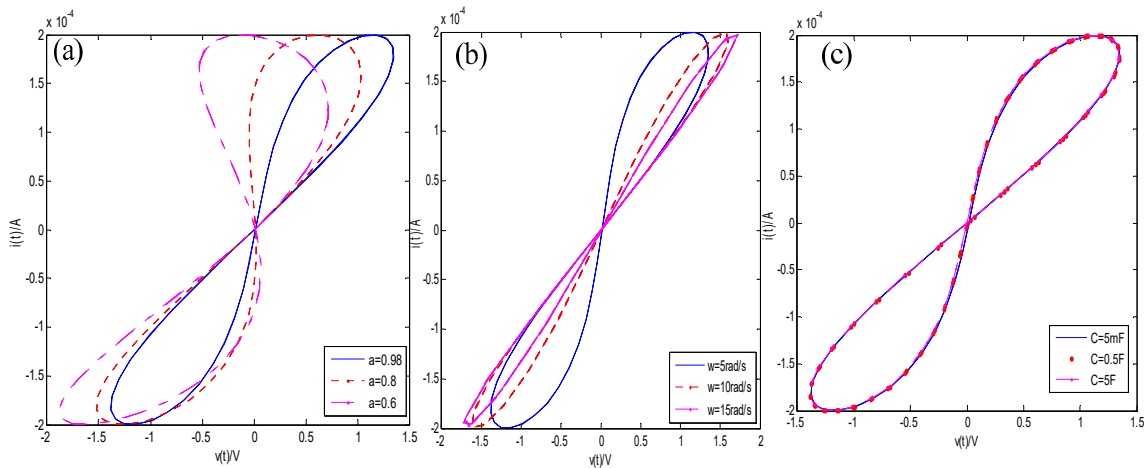 x 10⁻⁴
(a)
2
1.5
1
0.5
0
-0.5
-1
-1.5
-2
i(t)/A
-2 -1.5 -1 -0.5 0 0.5 1 1.5
v(t)/V
a=0.98
a=0.8
a=0.6
x 10⁻⁴
(b)
2
1.5
1
0.5
0
-0.5
-1
-1.5
-2
i(t)/A
-2 -1.5 -1 -0.5 0 0.5 1 1.5 2
v(t)/V
w=5rad/s
w=10rad/s
w=15rad/s
x 10⁻⁴
(c)
2
1.5
1
0.5
0
-0.5
-1
-1.5
-2
i(t)/A
-1.5 -1 -0.5 0 0.5 1 1.5
v(t)/V
C=5mF
C=0.5F
C=5F